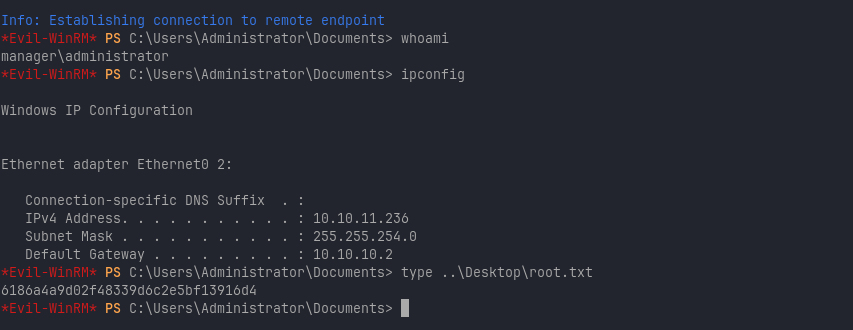 Info: Establishing connection to remote endpoint
*Evil-WinRM* PS C:\Users\Administrator\Documents> whoami
manager\administrator
*Evil-WinRM* PS C:\Users\Administrator\Documents> ipconfig
Windows IP Configuration
Ethernet adapter Ethernet0 2:
   Connection-specific DNS Suffix  . :
   IPv4 Address. . . . . . . . . . . : 10.10.11.236
   Subnet Mask . . . . . . . . . . . : 255.255.254.0
   Default Gateway . . . . . . . . . : 10.10.10.2
*Evil-WinRM* PS C:\Users\Administrator\Documents> type ..\Desktop\root.txt
6186a4a9d02f48339d6c2e5bf13916d4
*Evil-WinRM* PS C:\Users\Administrator\Documents>